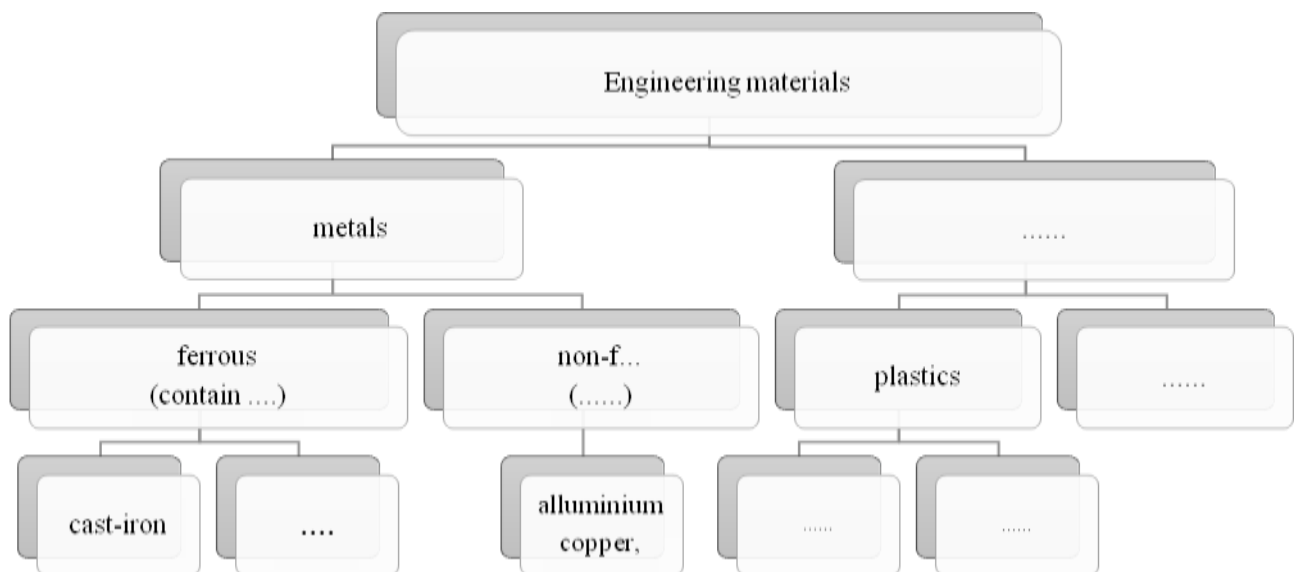 Engineering materials
metals
......
ferrous
(contain ....)
non-f...
(......)
plastics
......
cast-iron
....
alluminium
copper,
......
......